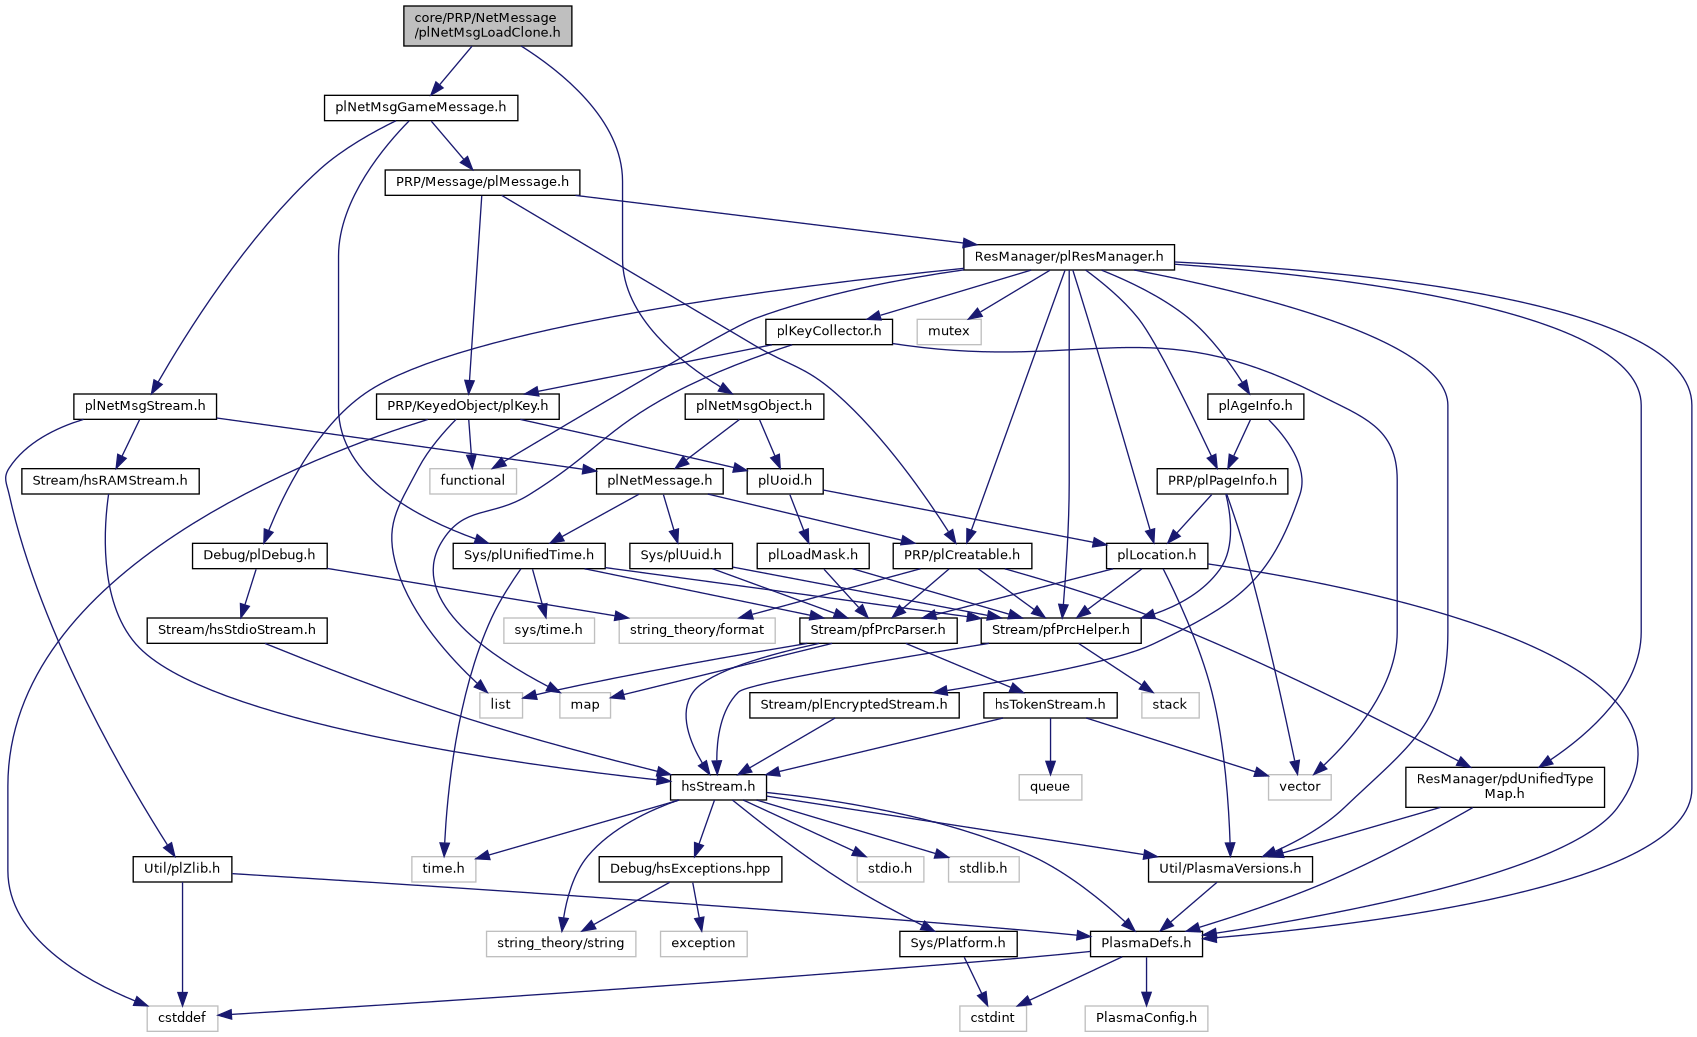 core/PRP/NetMessage
/plNetMsgLoadClone.h
plNetMsgGameMessage.h
PRP/Message/plMessage.h
ResManager/plResManager.h
plKeyCollector.h
mutex
plNetMsgStream.h
PRP/KeyedObject/plKey.h
plNetMsgObject.h
plAgeInfo.h
Stream/hsRAMStream.h
functional
plNetMessage.h
plUoid.h
PRP/plPageInfo.h
Debug/plDebug.h
Sys/plUnifiedTime.h
Sys/plUuid.h
plLoadMask.h
PRP/plCreatable.h
plLocation.h
Stream/hsStdioStream.h
sys/time.h
string_theory/format
Stream/pfPrcParser.h
Stream/pfPrcHelper.h
list
map
Stream/plEncryptedStream.h
hsTokenStream.h
stack
hsStream.h
queue
vector
ResManager/pdUnifiedType
Map.h
Util/plZlib.h
time.h
Debug/hsExceptions.hpp
stdio.h
stdlib.h
Util/PlasmaVersions.h
string_theory/string
exception
Sys/Platform.h
PlasmaDefs.h
cstddef
cstdint
PlasmaConfig.h